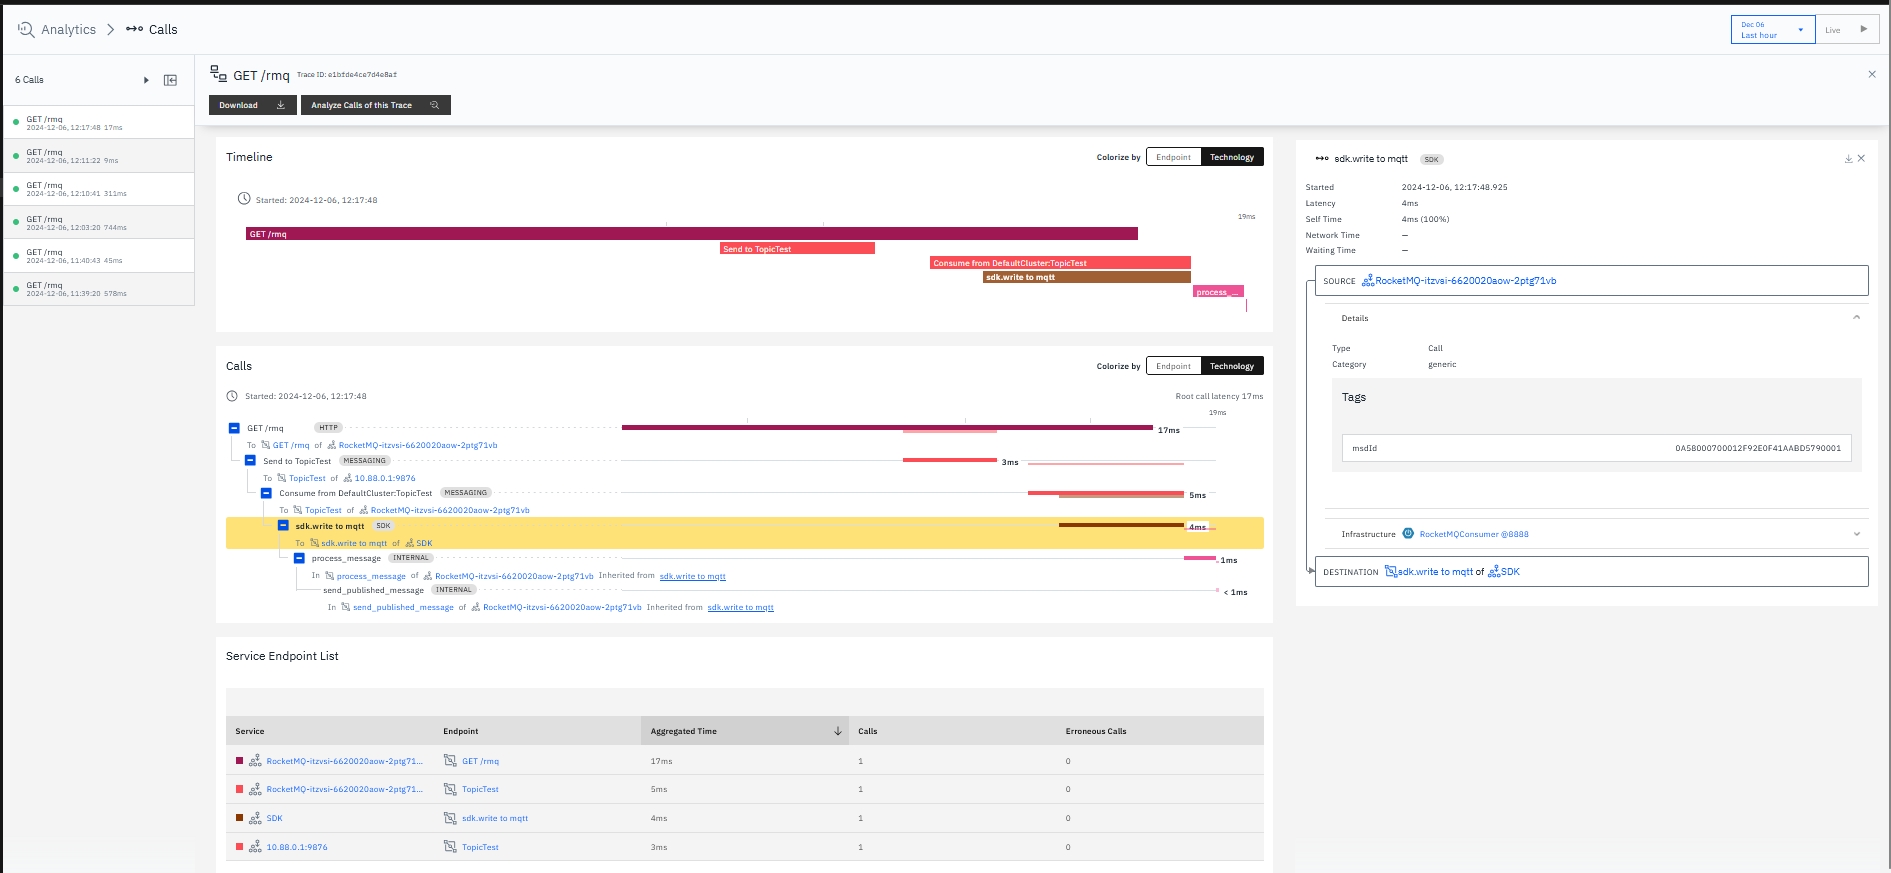 Analytics > Calls
Dec 06
Last hour
Live
6 Calls
GET /rmq
2024-12-06, 12:17:48 17ms
GET /rmq
2024-12-06, 12:11:22 9ms
GET /rmq
2024-12-06, 12:10:41 311ms
GET /rmq
2024-12-06, 12:03:20 744ms
GET /rmq
2024-12-06, 11:40:43 45ms
GET /rmq
2024-12-06, 11:39:20 578ms
GET /rmq Trace ID: e1bfde4ce7d4e8af
Download
Analyze Calls of this Trace
Timeline
Colorize by Endpoint Technology
Started: 2024-12-06, 12:17:48
19ms
GET /rmq
Send to TopicTest
Consume from DefaultCluster:TopicTest
sdk.write to mqtt
process_...
Calls
Colorize by Endpoint Technology
Started: 2024-12-06, 12:17:48
Root call latency 17ms
19ms
GET /rmq HTTP 17ms
To GET /rmq of RocketMQ-itzvsi-6620020aow-2ptg71vb
Send to TopicTest MESSAGING 3ms
To TopicTest of 10.88.0.1:9876
Consume from DefaultCluster:TopicTest MESSAGING 5ms
To TopicTest of RocketMQ-itzvsi-6620020aow-2ptg71vb
sdk.write to mqtt SDK 4ms
To sdk.write to mqtt of SDK
process_message INTERNAL 1ms
In process_message of RocketMQ-itzvsi-6620020aow-2ptg71vb Inherited from sdk.write to mqtt
send_published_message INTERNAL < 1ms
In send_published_message of RocketMQ-itzvsi-6620020aow-2ptg71vb Inherited from sdk.write to mqtt
Service Endpoint List
Service Endpoint Aggregated Time Calls Erroneous Calls
RocketMQ-itzvsi-6620020aow-2ptg71... GET /rmq 17ms 1 0
RocketMQ-itzvsi-6620020aow-2ptg71... TopicTest 5ms 1 0
SDK sdk.write to mqtt 4ms 1 0
10.88.0.1:9876 TopicTest 3ms 1 0
sdk.write to mqtt SDK
Started 2024-12-06, 12:17:48.925
Latency 4ms
Self Time 4ms (100%)
Network Time –
Waiting Time –
SOURCE RocketMQ-itzvsi-6620020aow-2ptg71vb
Details
Type Call
Category generic
Tags
msdId 0A58000700012F92E0F41AABD5790001
Infrastructure RocketMQConsumer @8888
DESTINATION sdk.write to mqtt of SDK